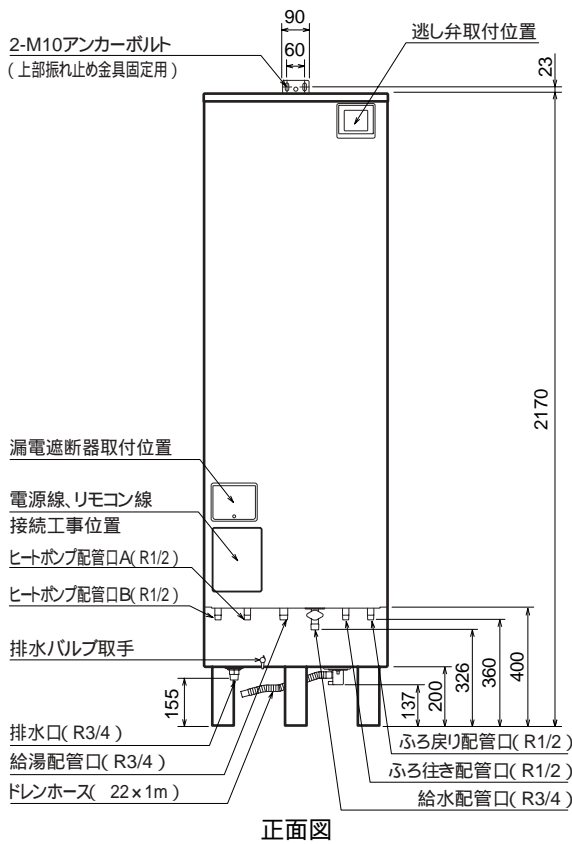 90
60
2-M10アンカーボルト
(上部振れ止め金具固定用)
逃し弁取付位置
23
2170
漏電遮断器取付位置
電源線、リモコン線
接続工事位置
ヒートポンプ配管口A(R1/2)
ヒートポンプ配管口B(R1/2)
排水バルブ取手
155
137
200
326
360
400
排水口(R3/4)
給湯配管口(R3/4)
ドレンホース( 22×1m)
ふろ戻り配管口(R1/2)
ふろ往き配管口(R1/2)
給水配管口(R3/4)
正面図